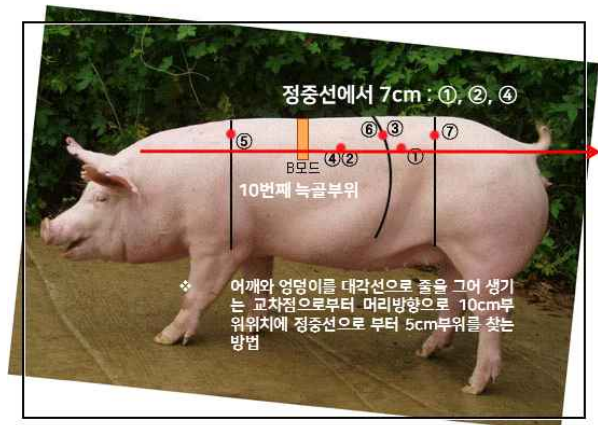 정중선에서 7cm : ①, ②, ④
⑤
⑥③
⑦
④②
①
B모드
10번째 늑골부위
❖ 어깨와 엉덩이를 대각선으로 줄을 그어 생기
는 교차점으로부터 머리방향으로 10cm부
위위치에 정중선으로 부터 5cm부위를 찾는
방법